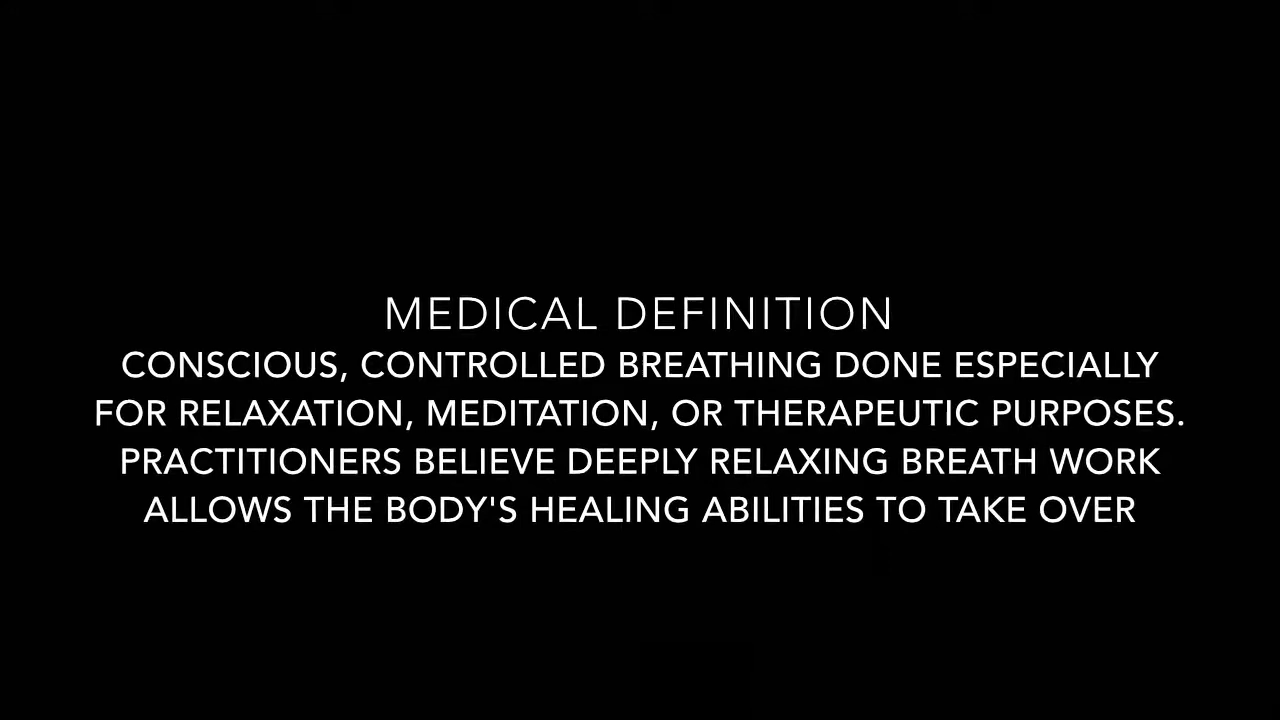 MEDICAL DEFINITION
CONSCIOUS, CONTROLLED BREATHING DONE ESPECIALLY
FOR RELAXATION, MEDITATION, OR THERAPEUTIC PURPOSES.
PRACTITIONERS BELIEVE DEEPLY RELAXING BREATH WORK
ALLOWS THE BODY'S HEALING ABILITIES TO TAKE OVER